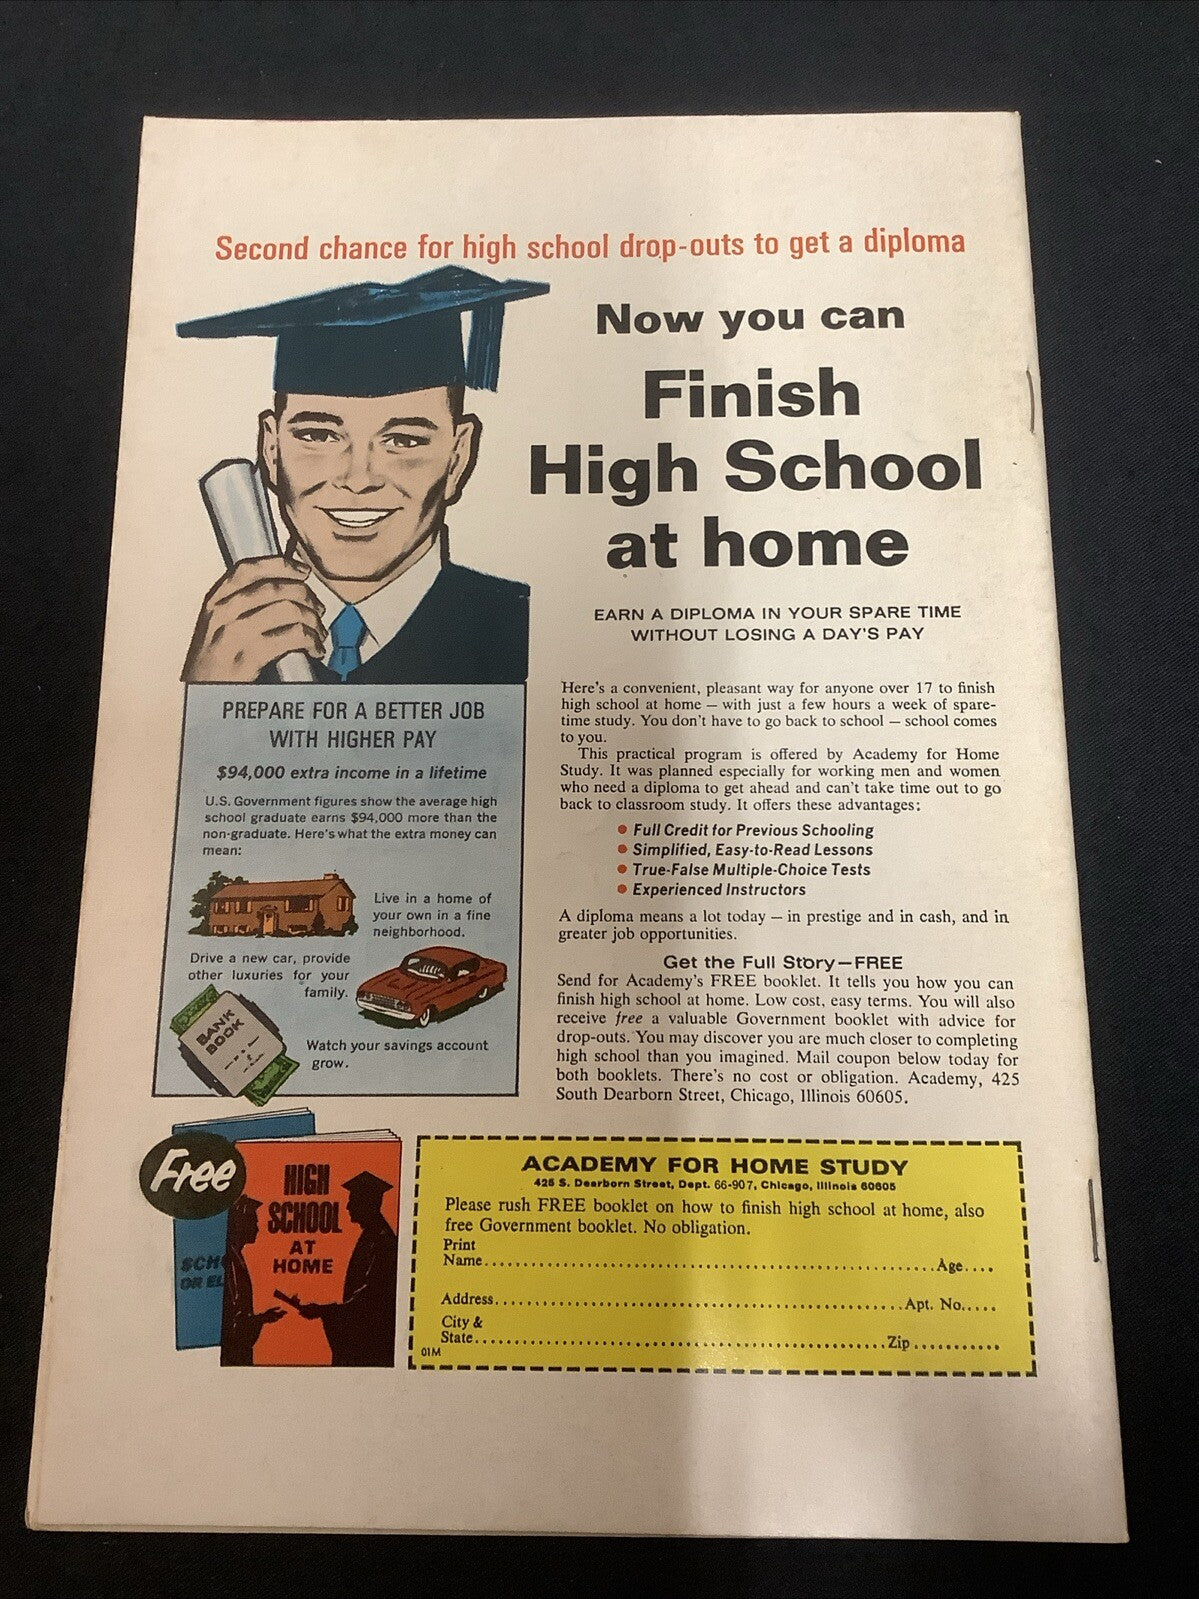 Second chance for high school drop-outs to get a diploma
Now you can
Finish
High School
at home
EARN A DIPLOMA IN YOUR SPARE TIME
WITHOUT LOSING A DAY'S PAY
PREPARE FOR A BETTER JOB
WITH HIGHER PAY
$94,000 extra income in a lifetime
U.S. Government figures show the average high
school graduate earns $94,000 more than the
non-graduate. Here's what the extra money can
mean:
Live in a home of
your own in a fine
neighborhood.
Drive a new car, provide
other luxuries for your
family.
BANK
BOOK
Watch your savings account
grow.
Here's a convenient, pleasant way for anyone over 17 to finish
high school at home — with just a few hours a week of spare-
time study. You don't have to go back to school — school comes
to you.
This practical program is offered by Academy for Home
Study. It was planned especially for working men and women
who need a diploma to get ahead and can't take time out to go
back to classroom study. It offers these advantages:
• Full Credit for Previous Schooling
• Simplified, Easy-to-Read Lessons
• True-False Multiple-Choice Tests
• Experienced Instructors
A diploma means a lot today — in prestige and in cash, and in
greater job opportunities.
Get the Full Story—FREE
Send for Academy's FREE booklet. It tells you how you can
finish high school at home. Low cost, easy terms. You will also
receive free a valuable Government booklet with advice for
drop-outs. You may discover you are much closer to completing
high school than you imagined. Mail coupon below today for
both booklets. There's no cost or obligation. Academy, 425
South Dearborn Street, Chicago, Illinois 60605.
Free
HIGH
SCHOOL
AT
HOME
SCHO
OR EL
ACADEMY FOR HOME STUDY
425 S. Dearborn Street, Dept. 66-907, Chicago, Illinois 60605
Please rush FREE booklet on how to finish high school at home, also
free Government booklet. No obligation.
Print
Name.......................................................................Age....
Address.................................................................Apt. No.....
City &
State.................................................................Zip...........
01M